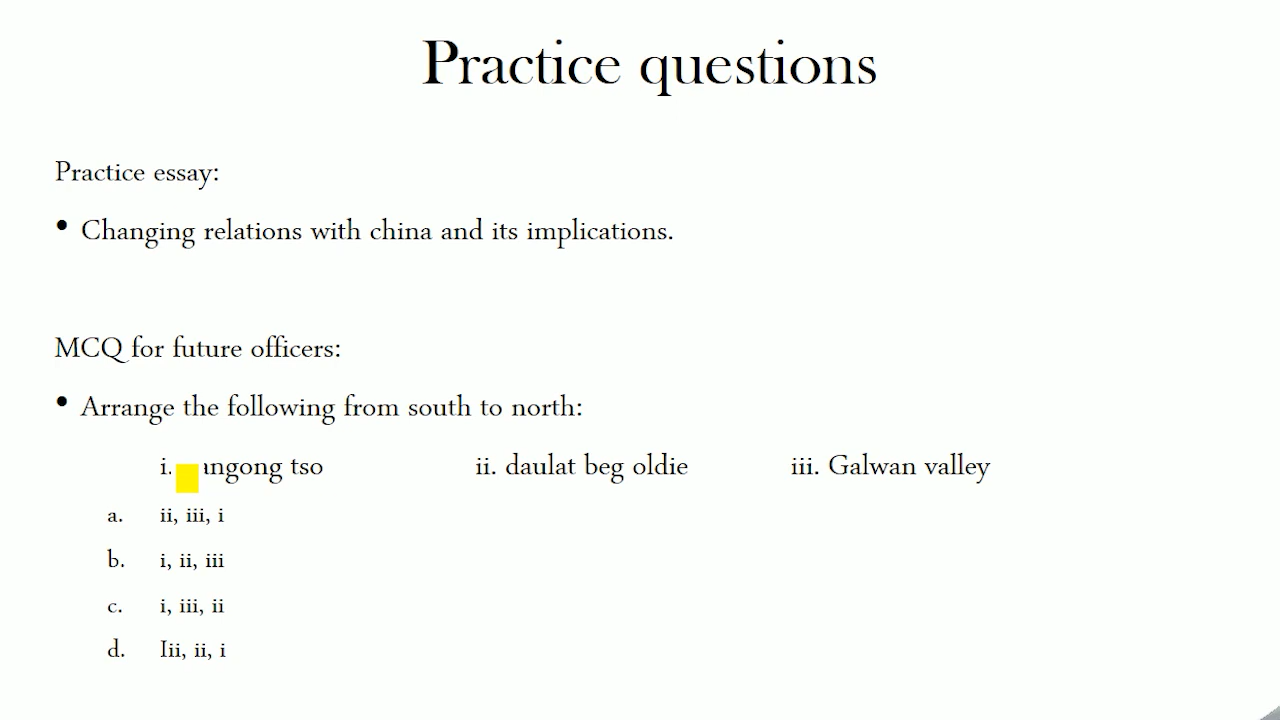 Practice questions
Practice essay:
• Changing relations with china and its implications.
MCQ for future officers:
• Arrange the following from south to north:
i. angong tso ii. daulat beg oldie iii. Galwan valley
a. ii, iii, i
b. i, ii, iii
c. i, iii, ii
d. Iii, ii, i